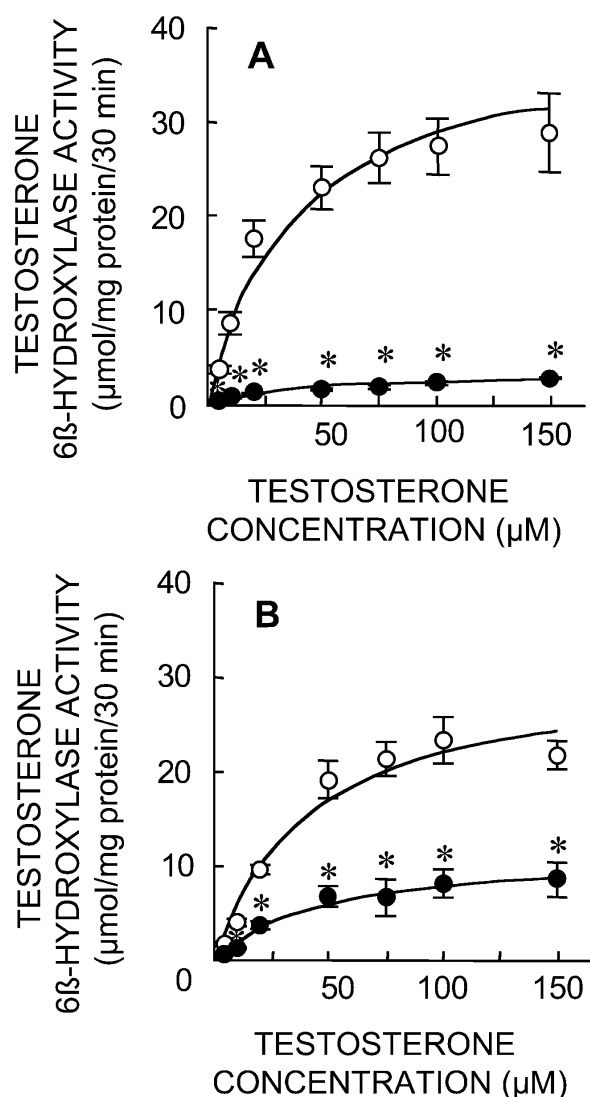 A
TESTOSTERONE
6ß-HYDROXYLASE ACTIVITY
(µmol/mg protein/30 min)
40
30
20
10
0
* * * * * * *
50 100 150
TESTOSTERONE
CONCENTRATION (µM)
B
TESTOSTERONE
6ß-HYDROXYLASE ACTIVITY
(µmol/mg protein/30 min)
40
30
20
10
0
* * * * * *
50 100 150
TESTOSTERONE
CONCENTRATION (µM)